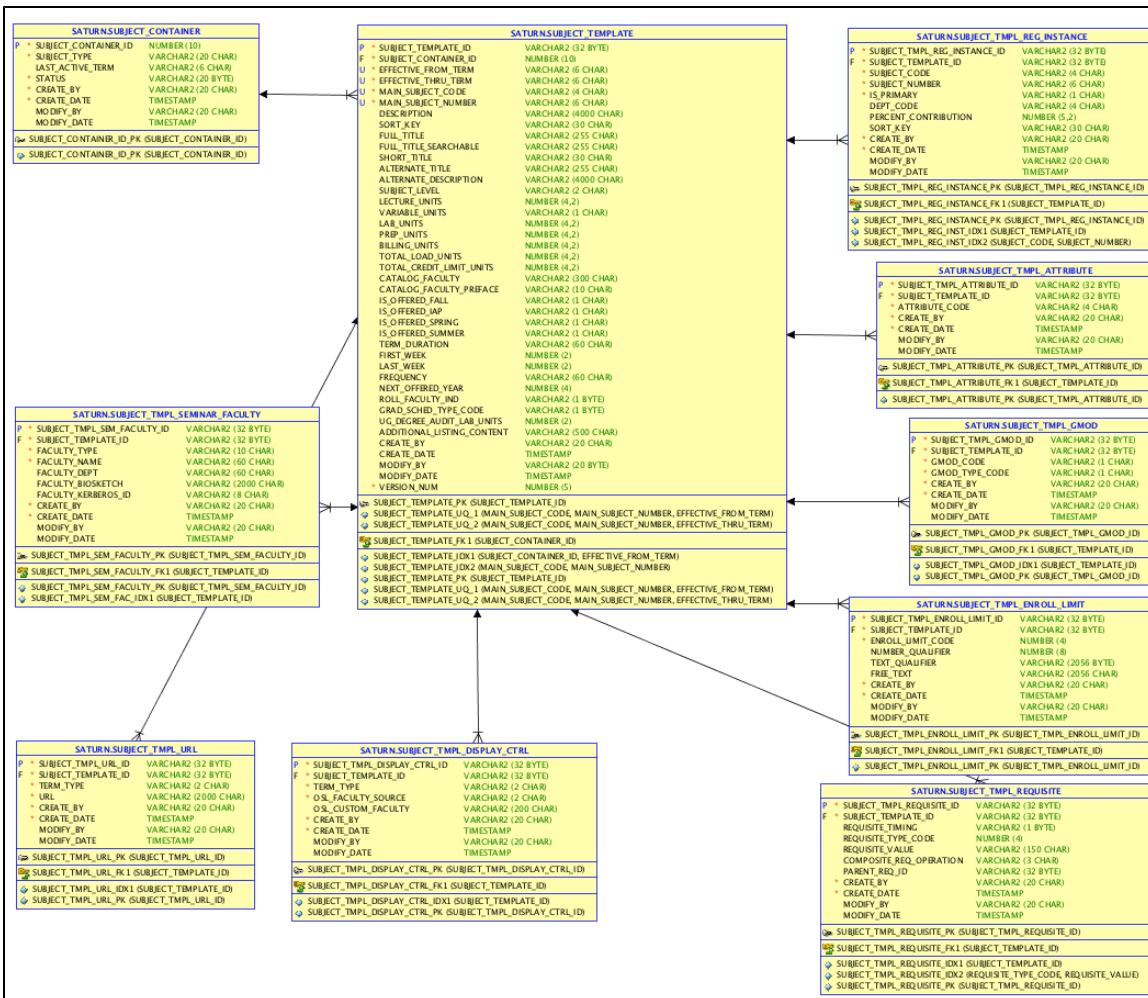 SATURN.SUBJECT_CONTAINER
P * SUBJECT_CONTAINER_ID NUMBER (10)
* SUBJECT_TYPE VARCHAR2 (20 CHAR)
LAST_ACTIVE_TERM VARCHAR2 (6 CHAR)
* STATUS VARCHAR2 (20 BYTE)
* CREATE_BY VARCHAR2 (20 CHAR)
* CREATE_DATE TIMESTAMP
MODIFY_BY VARCHAR2 (20 CHAR)
MODIFY_DATE TIMESTAMP
SUBJECT_CONTAINER_ID_PK (SUBJECT_CONTAINER_ID)
SUBJECT_CONTAINER_ID_PK (SUBJECT_CONTAINER_ID)
SATURN.SUBJECT_TEMPLATE
P * SUBJECT_TEMPLATE_ID VARCHAR2 (32 BYTE)
F * SUBJECT_CONTAINER_ID NUMBER (10)
U * EFFECTIVE_FROM_TERM VARCHAR2 (6 CHAR)
U * EFFECTIVE_THRU_TERM VARCHAR2 (6 CHAR)
U * MAIN_SUBJECT_CODE VARCHAR2 (4 CHAR)
U * MAIN_SUBJECT_NUMBER VARCHAR2 (6 CHAR)
DESCRIPTION VARCHAR2 (4000 CHAR)
SORT_KEY VARCHAR2 (30 CHAR)
FULL_TITLE VARCHAR2 (255 CHAR)
FULL_TITLE_SEARCHABLE VARCHAR2 (255 CHAR)
SHORT_TITLE VARCHAR2 (30 CHAR)
ALTERNATE_TITLE VARCHAR2 (255 CHAR)
ALTERNATE_DESCRIPTION VARCHAR2 (4000 CHAR)
SUBJECT_LEVEL VARCHAR2 (2 CHAR)
LECTURE_UNITS NUMBER (4,2)
VARIABLE_UNITS VARCHAR2 (1 CHAR)
LAB_UNITS NUMBER (4,2)
PREP_UNITS NUMBER (4,2)
BILLING_UNITS NUMBER (4,2)
TOTAL_LOAD_UNITS NUMBER (4,2)
TOTAL_CREDIT_LIMIT_UNITS NUMBER (4,2)
CATALOG_FACULTY VARCHAR2 (300 CHAR)
CATALOG_FACULTY_PREFACE VARCHAR2 (10 CHAR)
IS_OFFERED_FALL VARCHAR2 (1 CHAR)
IS_OFFERED_IAP VARCHAR2 (1 CHAR)
IS_OFFERED_SPRING VARCHAR2 (1 CHAR)
IS_OFFERED_SUMMER VARCHAR2 (1 CHAR)
TERM_DURATION VARCHAR2 (60 CHAR)
FIRST_WEEK NUMBER (2)
LAST_WEEK NUMBER (2)
FREQUENCY VARCHAR2 (60 CHAR)
NEXT_OFFERED_YEAR NUMBER (4)
ROLL_FACULTY_IND VARCHAR2 (1 BYTE)
GRAD_SCHED_TYPE_CODE VARCHAR2 (1 BYTE)
UG_DEGREE_AUDIT_LAB_UNITS NUMBER (2)
ADDITIONAL_LISTING_CONTENT VARCHAR2 (500 CHAR)
CREATE_BY VARCHAR2 (20 CHAR)
CREATE_DATE TIMESTAMP
MODIFY_BY VARCHAR2 (20 BYTE)
MODIFY_DATE TIMESTAMP
* VERSION_NUM NUMBER (5)
SUBJECT_TEMPLATE_PK (SUBJECT_TEMPLATE_ID)
SUBJECT_TEMPLATE_UQ_1 (MAIN_SUBJECT_CODE, MAIN_SUBJECT_NUMBER, EFFECTIVE_FROM_TERM)
SUBJECT_TEMPLATE_UQ_2 (MAIN_SUBJECT_CODE, MAIN_SUBJECT_NUMBER, EFFECTIVE_THRU_TERM)
SUBJECT_TEMPLATE_FK1 (SUBJECT_CONTAINER_ID)
SUBJECT_TEMPLATE_IDX1 (SUBJECT_CONTAINER_ID, EFFECTIVE_FROM_TERM)
SUBJECT_TEMPLATE_IDX2 (MAIN_SUBJECT_CODE, MAIN_SUBJECT_NUMBER)
SUBJECT_TEMPLATE_PK (SUBJECT_TEMPLATE_ID)
SUBJECT_TEMPLATE_UQ_1 (MAIN_SUBJECT_CODE, MAIN_SUBJECT_NUMBER, EFFECTIVE_FROM_TERM)
SUBJECT_TEMPLATE_UQ_2 (MAIN_SUBJECT_CODE, MAIN_SUBJECT_NUMBER, EFFECTIVE_THRU_TERM)
SATURN.SUBJECT_TMPL_REG_INSTANCE
P * SUBJECT_TMPL_REG_INSTANCE_ID VARCHAR2 (32 BYTE)
F * SUBJECT_TEMPLATE_ID VARCHAR2 (32 BYTE)
* SUBJECT_CODE VARCHAR2 (4 CHAR)
* SUBJECT_NUMBER VARCHAR2 (6 CHAR)
* IS_PRIMARY VARCHAR2 (1 CHAR)
DEPT_CODE VARCHAR2 (4 CHAR)
PERCENT_CONTRIBUTION NUMBER (5,2)
SORT_KEY VARCHAR2 (30 CHAR)
* CREATE_BY VARCHAR2 (20 CHAR)
* CREATE_DATE TIMESTAMP
MODIFY_BY VARCHAR2 (20 CHAR)
MODIFY_DATE TIMESTAMP
SUBJECT_TMPL_REG_INSTANCE_PK (SUBJECT_TMPL_REG_INSTANCE_ID)
SUBJECT_TMPL_REG_INSTANCE_FK1 (SUBJECT_TEMPLATE_ID)
SUBJECT_TMPL_REG_INSTANCE_PK (SUBJECT_TMPL_REG_INSTANCE_ID)
SUBJECT_TMPL_REG_INST_IDX1 (SUBJECT_TEMPLATE_ID)
SUBJECT_TMPL_REG_INST_IDX2 (SUBJECT_CODE, SUBJECT_NUMBER)
SATURN.SUBJECT_TMPL_ATTRIBUTE
P * SUBJECT_TMPL_ATTRIBUTE_ID VARCHAR2 (32 BYTE)
F * SUBJECT_TEMPLATE_ID VARCHAR2 (32 BYTE)
* ATTRIBUTE_CODE VARCHAR2 (4 CHAR)
* CREATE_BY VARCHAR2 (20 CHAR)
* CREATE_DATE TIMESTAMP
MODIFY_BY VARCHAR2 (20 CHAR)
MODIFY_DATE TIMESTAMP
SUBJECT_TMPL_ATTRIBUTE_PK (SUBJECT_TMPL_ATTRIBUTE_ID)
SUBJECT_TMPL_ATTRIBUTE_FK1 (SUBJECT_TEMPLATE_ID)
SUBJECT_TMPL_ATTRIBUTE_PK (SUBJECT_TMPL_ATTRIBUTE_ID)
SATURN.SUBJECT_TMPL_GMOD
P * SUBJECT_TMPL_GMOD_ID VARCHAR2 (32 BYTE)
F * SUBJECT_TEMPLATE_ID VARCHAR2 (32 BYTE)
* GMOD_CODE VARCHAR2 (1 CHAR)
* GMOD_TYPE_CODE VARCHAR2 (1 CHAR)
* CREATE_BY VARCHAR2 (20 CHAR)
* CREATE_DATE TIMESTAMP
MODIFY_BY VARCHAR2 (20 CHAR)
MODIFY_DATE TIMESTAMP
SUBJECT_TMPL_GMOD_PK (SUBJECT_TMPL_GMOD_ID)
SUBJECT_TMPL_GMOD_FK1 (SUBJECT_TEMPLATE_ID)
SUBJECT_TMPL_GMOD_IDX1 (SUBJECT_TEMPLATE_ID)
SUBJECT_TMPL_GMOD_PK (SUBJECT_TMPL_GMOD_ID)
SATURN.SUBJECT_TMPL_SEMINAR_FACULTY
P * SUBJECT_TMPL_SEM_FACULTY_ID VARCHAR2 (32 BYTE)
F * SUBJECT_TEMPLATE_ID VARCHAR2 (32 BYTE)
* FACULTY_TYPE VARCHAR2 (10 CHAR)
* FACULTY_NAME VARCHAR2 (60 CHAR)
FACULTY_DEPT VARCHAR2 (60 CHAR)
FACULTY_BIOSKETCH VARCHAR2 (2000 CHAR)
FACULTY_KERBEROS_ID VARCHAR2 (8 CHAR)
* CREATE_BY VARCHAR2 (20 CHAR)
* CREATE_DATE TIMESTAMP
MODIFY_BY VARCHAR2 (20 CHAR)
MODIFY_DATE TIMESTAMP
SUBJECT_TMPL_SEM_FACULTY_PK (SUBJECT_TMPL_SEM_FACULTY_ID)
SUBJECT_TMPL_SEM_FACULTY_FK1 (SUBJECT_TEMPLATE_ID)
SUBJECT_TMPL_SEM_FACULTY_PK (SUBJECT_TMPL_SEM_FACULTY_ID)
SUBJECT_TMPL_SEM_FAC_IDX1 (SUBJECT_TEMPLATE_ID)
SATURN.SUBJECT_TMPL_ENROLL_LIMIT
P * SUBJECT_TMPL_ENROLL_LIMIT_ID VARCHAR2 (32 BYTE)
F * SUBJECT_TEMPLATE_ID VARCHAR2 (32 BYTE)
* ENROLL_LIMIT_CODE NUMBER (4)
NUMBER_QUALIFIER NUMBER (8)
TEXT_QUALIFIER VARCHAR2 (2056 BYTE)
FREE_TEXT VARCHAR2 (2056 CHAR)
* CREATE_BY VARCHAR2 (20 CHAR)
* CREATE_DATE TIMESTAMP
MODIFY_BY VARCHAR2 (20 CHAR)
MODIFY_DATE TIMESTAMP
SUBJECT_TMPL_ENROLL_LIMIT_PK (SUBJECT_TMPL_ENROLL_LIMIT_ID)
SUBJECT_TMPL_ENROLL_LIMIT_FK1 (SUBJECT_TEMPLATE_ID)
SUBJECT_TMPL_ENROLL_LIMIT_PK (SUBJECT_TMPL_ENROLL_LIMIT_ID)
SATURN.SUBJECT_TMPL_URL
P * SUBJECT_TMPL_URL_ID VARCHAR2 (32 BYTE)
F * SUBJECT_TEMPLATE_ID VARCHAR2 (32 BYTE)
* TERM_TYPE VARCHAR2 (2 CHAR)
* URL VARCHAR2 (2000 CHAR)
* CREATE_BY VARCHAR2 (20 CHAR)
* CREATE_DATE TIMESTAMP
MODIFY_BY VARCHAR2 (20 CHAR)
MODIFY_DATE TIMESTAMP
SUBJECT_TMPL_URL_PK (SUBJECT_TMPL_URL_ID)
SUBJECT_TMPL_URL_FK1 (SUBJECT_TEMPLATE_ID)
SUBJECT_TMPL_URL_IDX1 (SUBJECT_TEMPLATE_ID)
SUBJECT_TMPL_URL_PK (SUBJECT_TMPL_URL_ID)
SATURN.SUBJECT_TMPL_DISPLAY_CTRL
P * SUBJECT_TMPL_DISPLAY_CTRL_ID VARCHAR2 (32 BYTE)
F * SUBJECT_TEMPLATE_ID VARCHAR2 (32 BYTE)
* TERM_TYPE VARCHAR2 (2 CHAR)
* OSL_FACULTY_SOURCE VARCHAR2 (2 CHAR)
OSL_CUSTOM_FACULTY VARCHAR2 (200 CHAR)
* CREATE_BY VARCHAR2 (20 CHAR)
* CREATE_DATE TIMESTAMP
MODIFY_BY VARCHAR2 (20 CHAR)
MODIFY_DATE TIMESTAMP
SUBJECT_TMPL_DISPLAY_CTRL_PK (SUBJECT_TMPL_DISPLAY_CTRL_ID)
SUBJECT_TMPL_DISPLAY_CTRL_FK1 (SUBJECT_TEMPLATE_ID)
SUBJECT_TMPL_DISPLAY_CTRL_IDX1 (SUBJECT_TEMPLATE_ID)
SUBJECT_TMPL_DISPLAY_CTRL_PK (SUBJECT_TMPL_DISPLAY_CTRL_ID)
SATURN.SUBJECT_TMPL_REQUISITE
P * SUBJECT_TMPL_REQUISITE_ID VARCHAR2 (32 BYTE)
F * SUBJECT_TEMPLATE_ID VARCHAR2 (32 BYTE)
REQUISITE_TIMING VARCHAR2 (1 BYTE)
REQUISITE_TYPE_CODE NUMBER (4)
REQUISITE_VALUE VARCHAR2 (150 CHAR)
COMPOSITE_REQ_OPERATION VARCHAR2 (3 CHAR)
PARENT_REQ_ID VARCHAR2 (32 BYTE)
* CREATE_BY VARCHAR2 (20 CHAR)
* CREATE_DATE TIMESTAMP
MODIFY_BY VARCHAR2 (20 CHAR)
MODIFY_DATE TIMESTAMP
SUBJECT_TMPL_REQUISITE_PK (SUBJECT_TMPL_REQUISITE_ID)
SUBJECT_TMPL_REQUISITE_FK1 (SUBJECT_TEMPLATE_ID)
SUBJECT_TMPL_REQUISITE_IDX1 (SUBJECT_TEMPLATE_ID)
SUBJECT_TMPL_REQUISITE_IDX2 (REQUISITE_TYPE_CODE, REQUISITE_VALUE)
SUBJECT_TMPL_REQUISITE_PK (SUBJECT_TMPL_REQUISITE_ID)